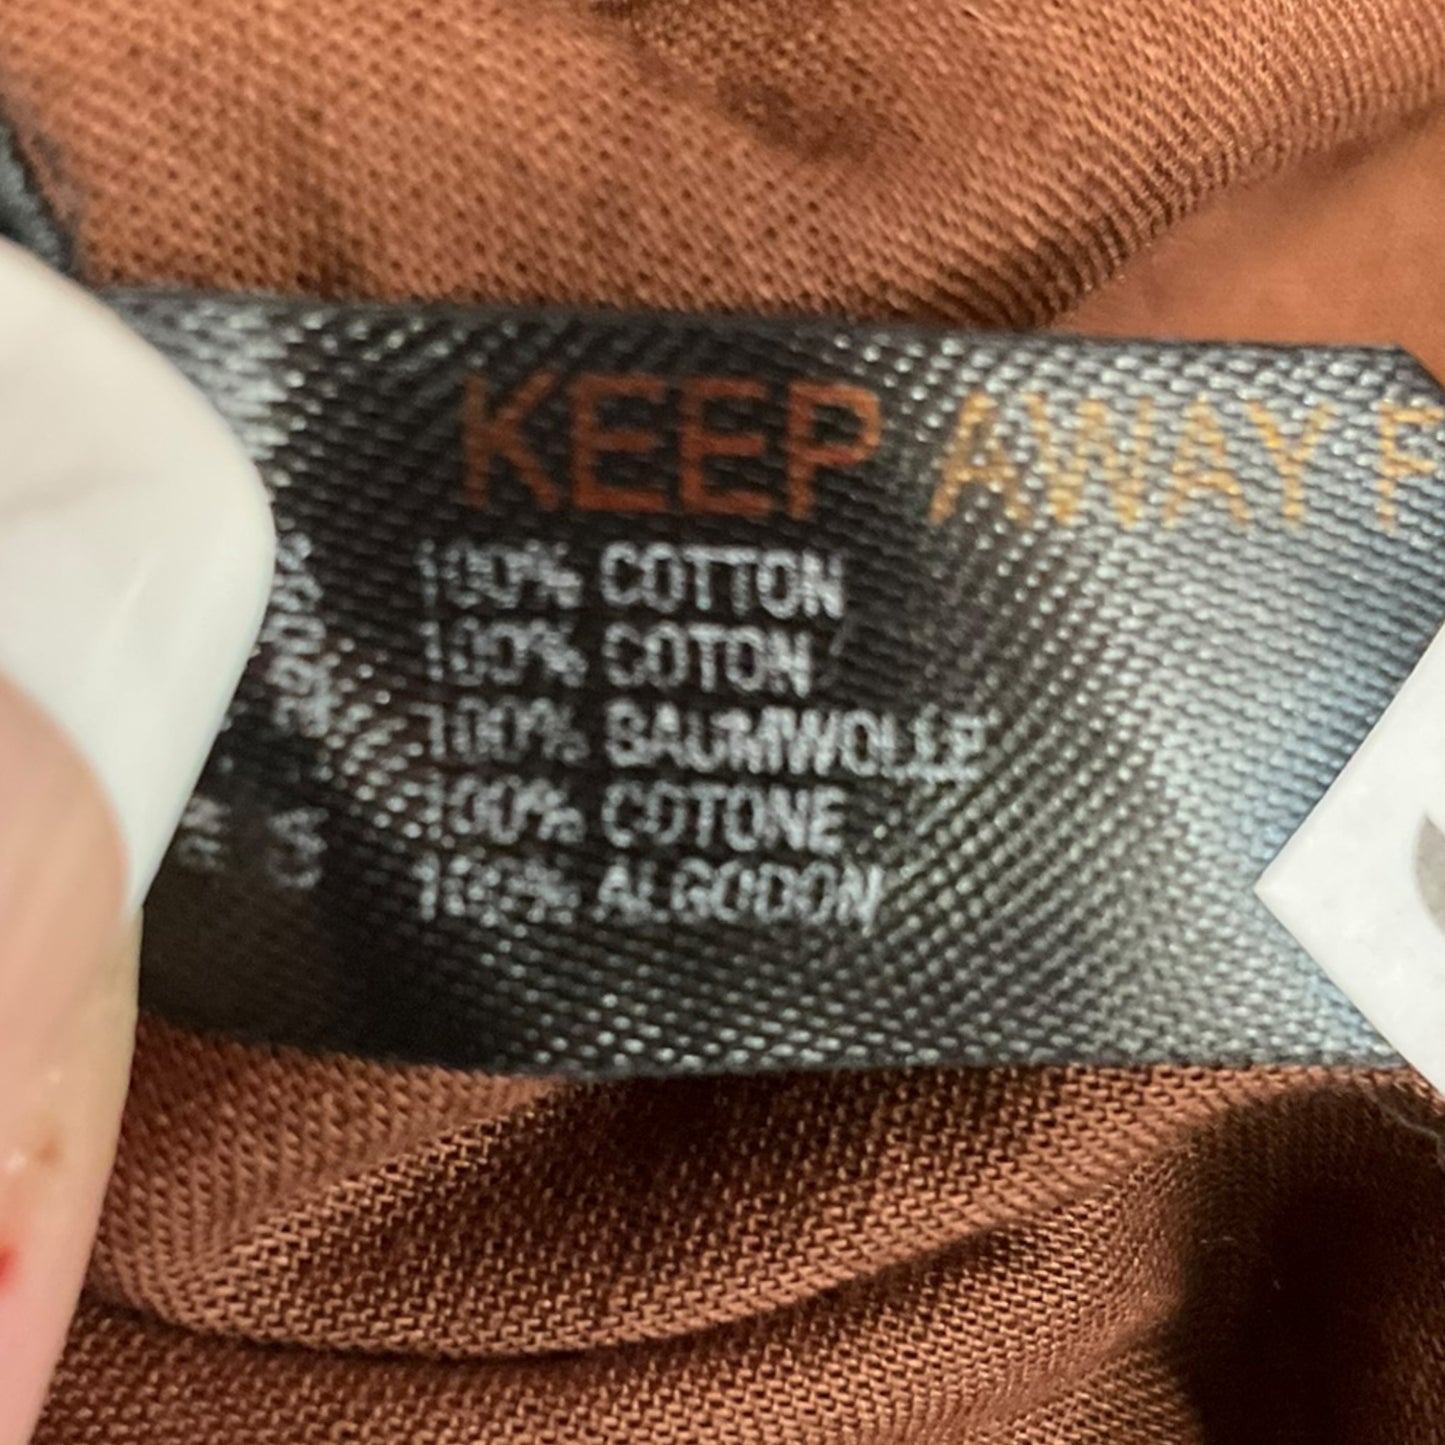 KEEP AWAY F
100% COTTON
100% COTON
100% BAUMWOLLE
100% COTONE
100% ALGODON